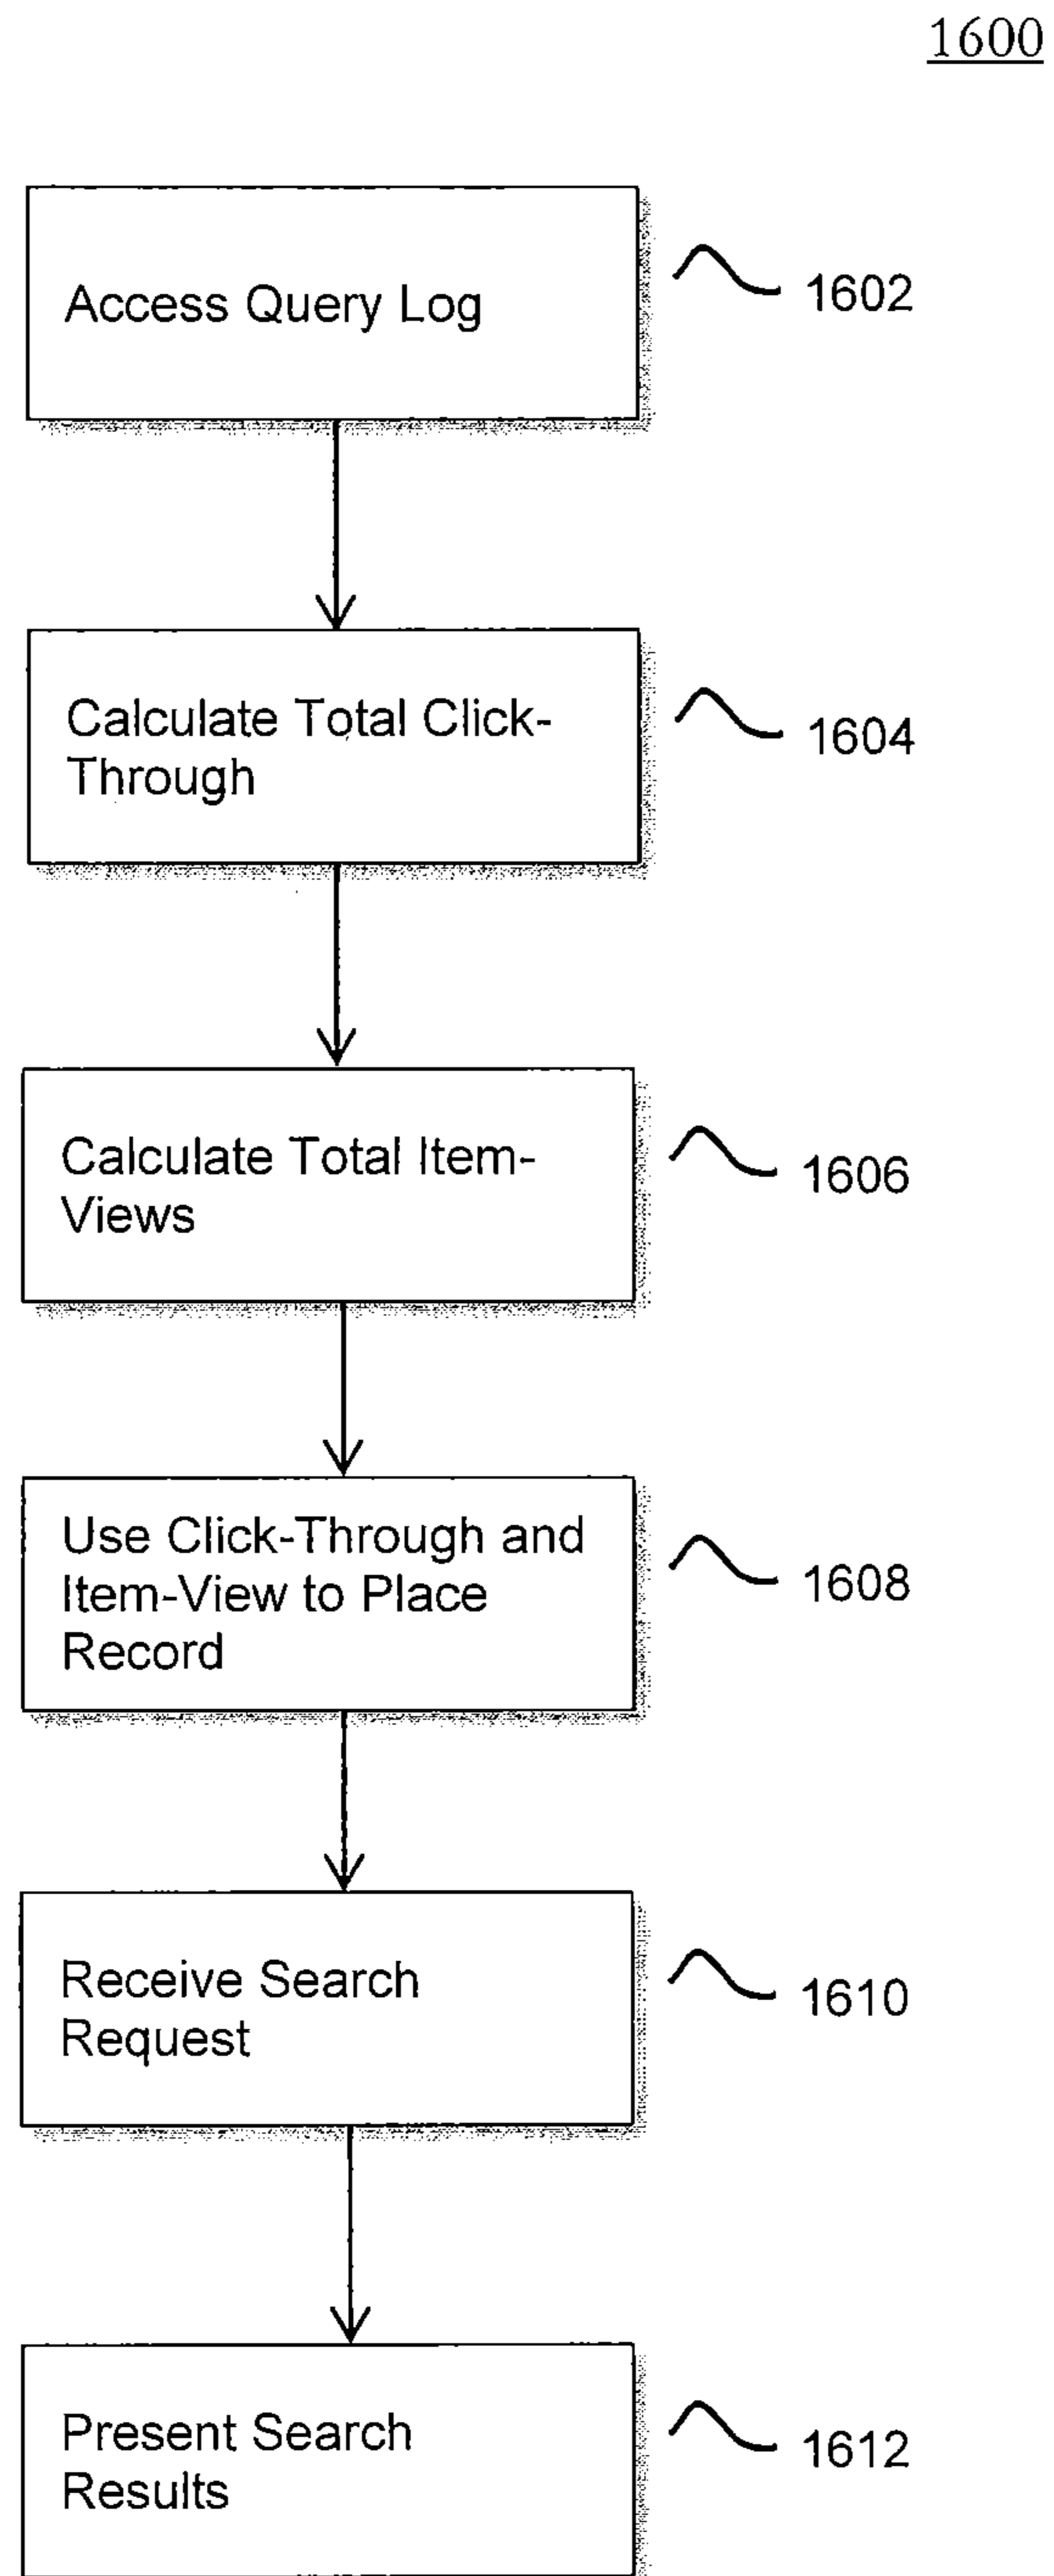 1600
Access Query Log
1602
Calculate Total Click-
Through
1604
Calculate Total Item-
Views
1606
Use Click-Through and
Item-View to Place
Record
1608
Receive Search
Request
1610
Present Search
Results
1612